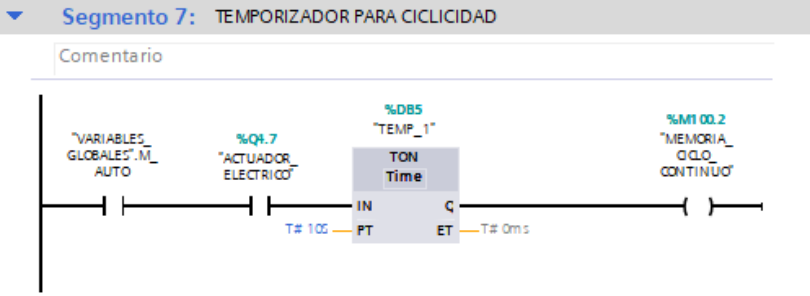 Segmento 7: TEMPORIZADOR PARA CICLICIDAD
Comentario
"VARIABLES_
GLOBALES".M_
AUTO
%Q4.7
"ACTUADOR_
ELECTRICO"
%DB5
"TEMP_1"
TON
Time
IN
Q
T# 10S
PT
ET
T# 0ms
%M100.2
"MEMORIA_
CICLO_
CONTINUO"